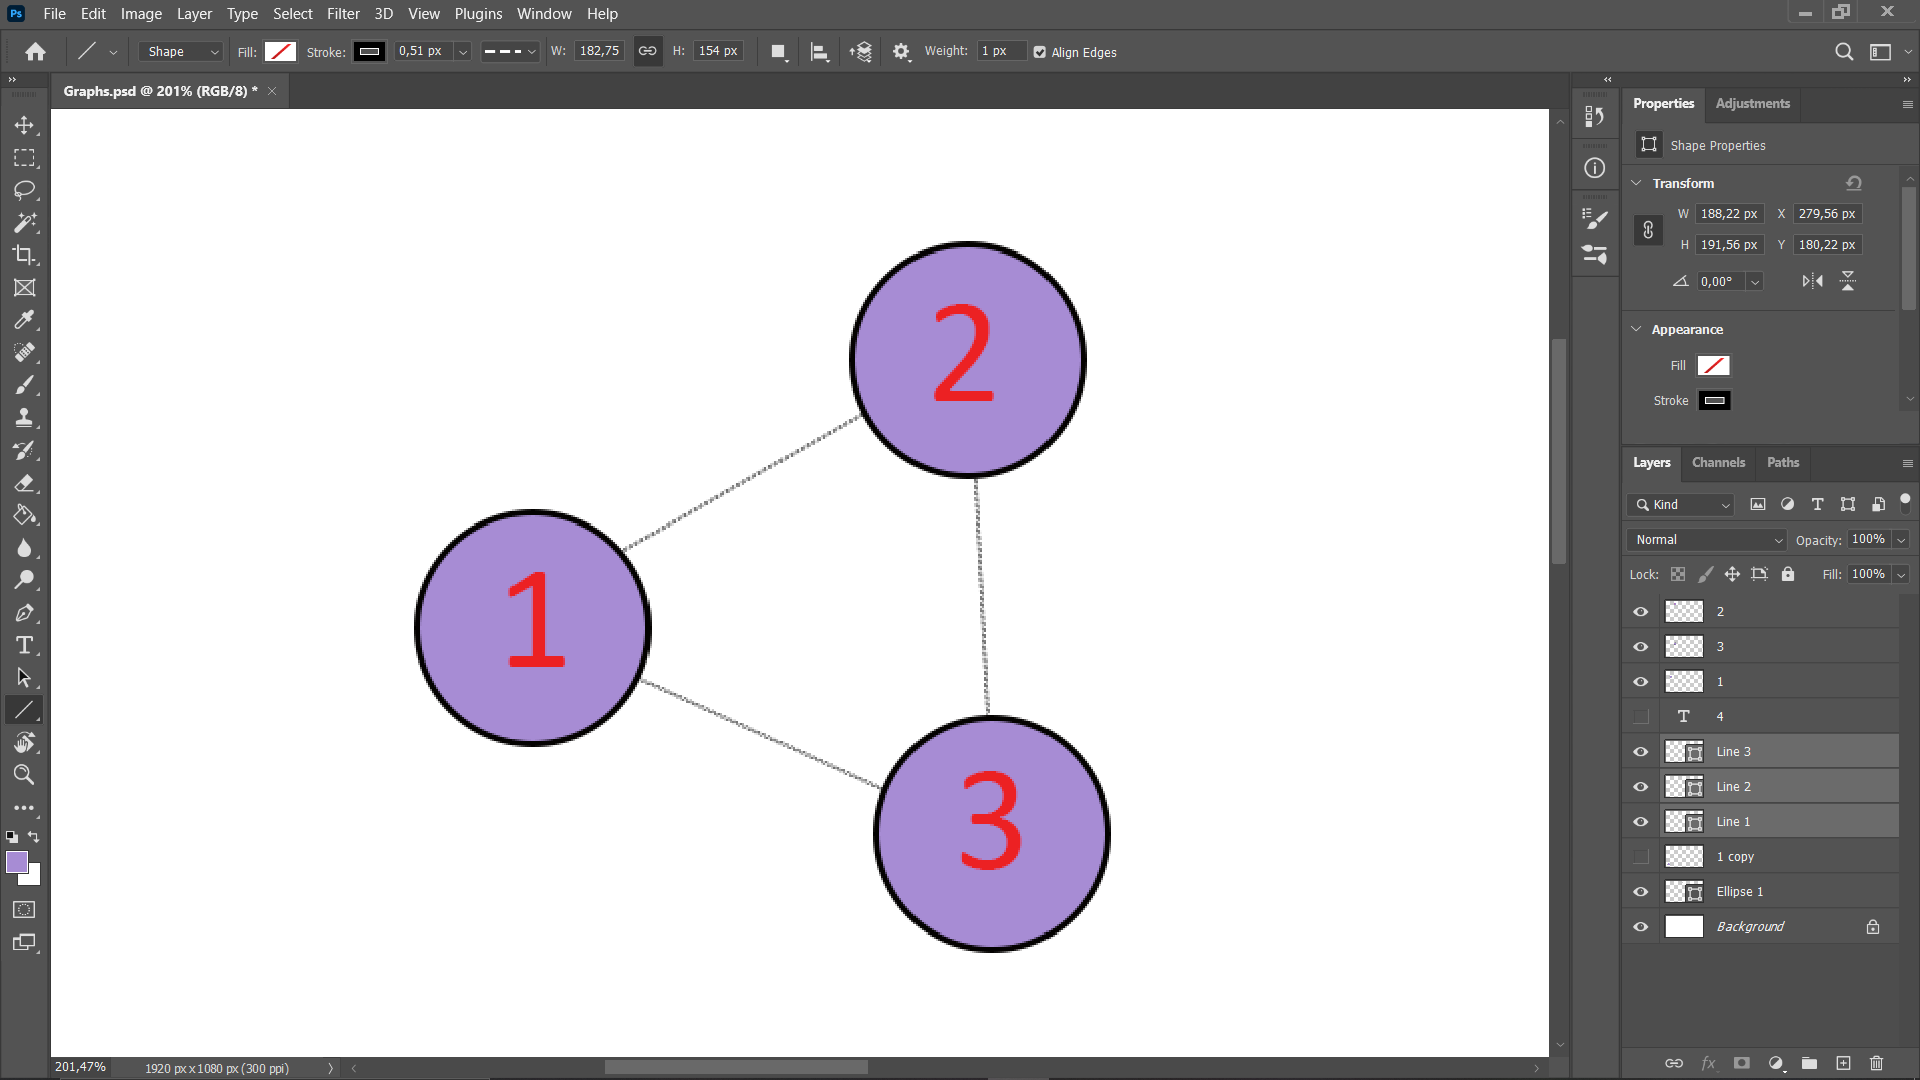 Ps File Edit Image Layer Type Select Filter 3D View Plugins Window Help
Shape Fill: Stroke: 0,51 px W: 182,75 H: 154 px Weight: 1 px Align Edges
Graphs.psd @ 201% (RGB/8) *
Properties Adjustments
Shape Properties
Transform
W 188,22 px X 279,56 px
H 191,56 px Y 180,22 px
0,00°
Appearance
Fill
Stroke
Layers Channels Paths
Kind
Normal Opacity: 100%
Lock: Fill: 100%
2
3
1
T 4
Line 3
Line 2
Line 1
1 copy
Ellipse 1
Background
2
1
3
201,47% 1920 px x 1080 px (300 ppi)
fx